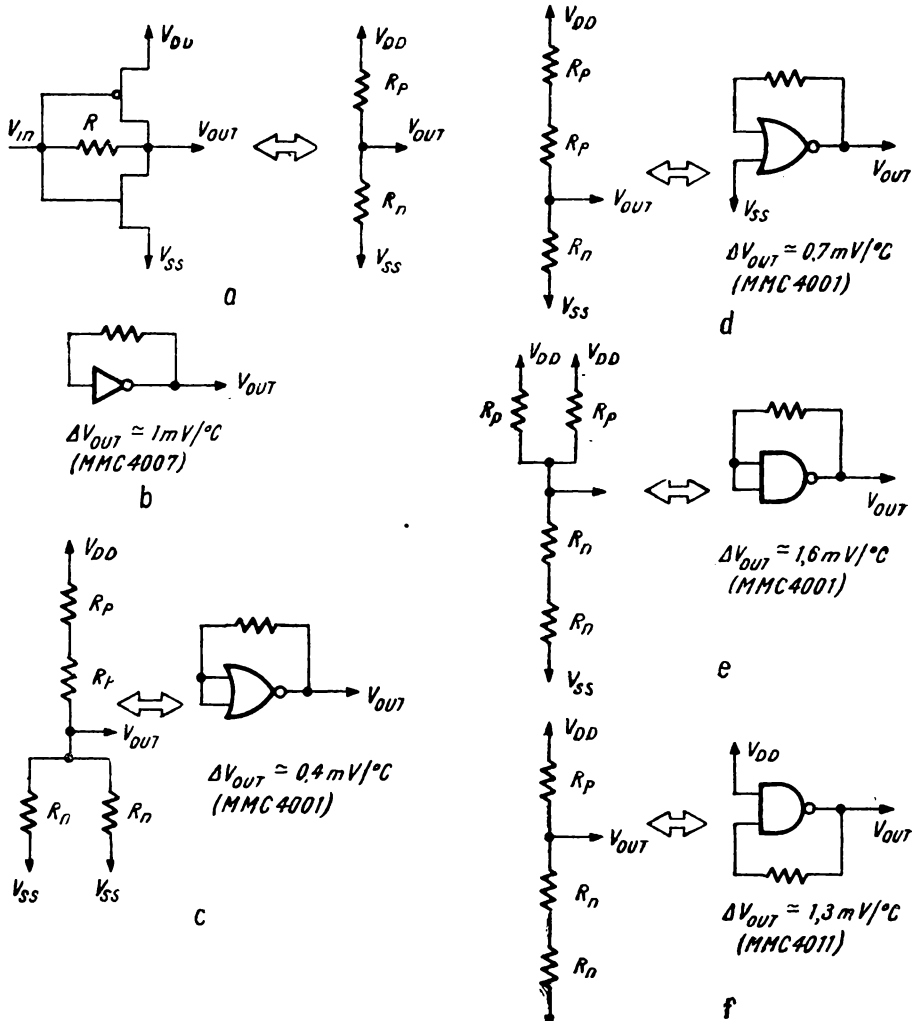 V_DD
V_in
R
V_OUT
V_SS
a
V_DD
R_p
V_OUT
R_n
V_SS
V_OUT
ΔV_OUT ≃ 1mV/°C
(MMC4007)
b
V_DD
R_p
R_p
V_OUT
R_n
R_n
V_SS
V_SS
V_OUT
ΔV_OUT ≃ 0,4mV/°C
(MMC4001)
c
V_DD
R_p
R_p
V_OUT
R_n
V_SS
V_OUT
V_SS
ΔV_OUT ≃ 0,7mV/°C
(MMC4001)
d
V_DD
V_DD
R_p
R_p
R_n
R_n
V_SS
V_OUT
ΔV_OUT ≃ 1,6mV/°C
(MMC4001)
e
V_DD
R_p
V_OUT
R_n
R_n
V_DD
V_OUT
ΔV_OUT ≃ 1,3mV/°C
(MMC4011)
f